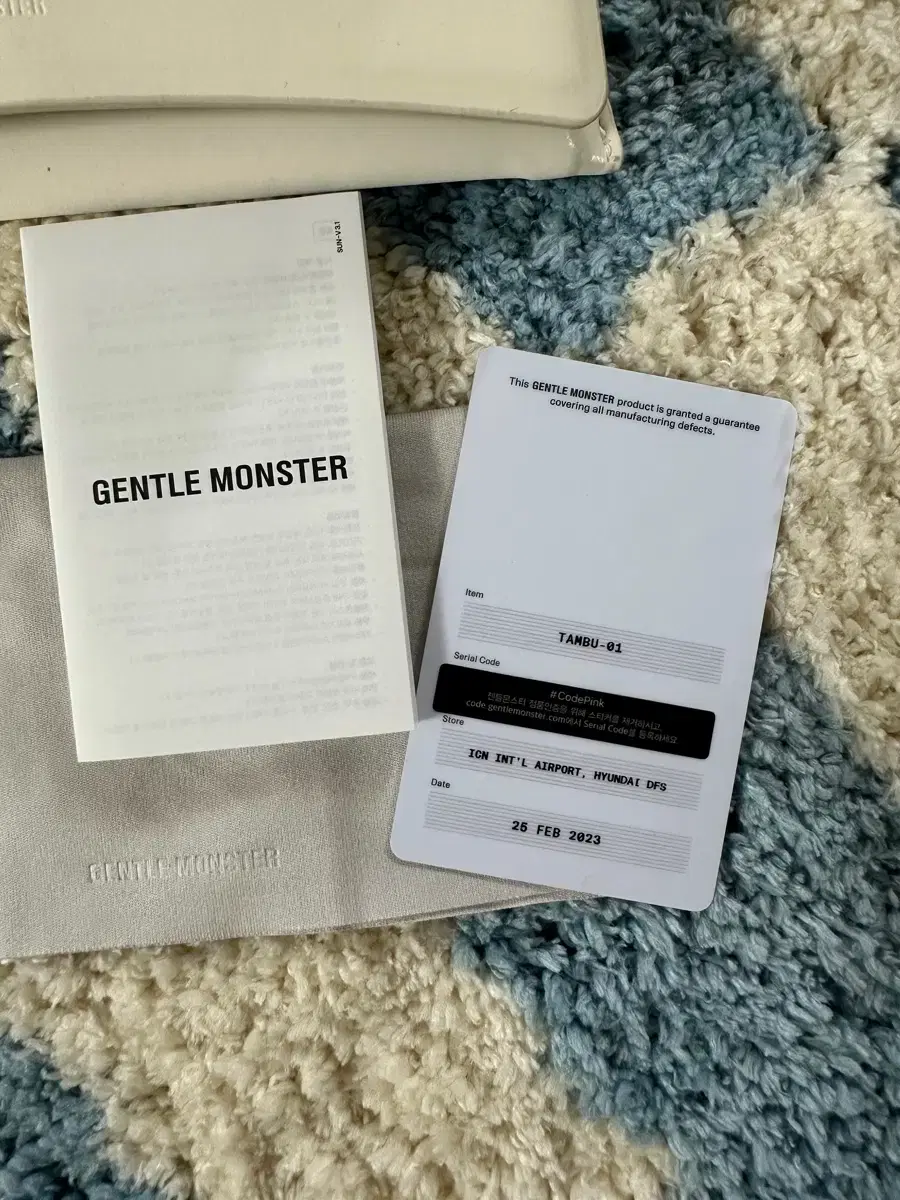 SUN-V3.1
GENTLE MONSTER
This GENTLE MONSTER product is granted a guarantee
covering all manufacturing defects.
Item
TAMBU-01
Serial Code
#CodePink
젠틀몬스터 정품인증을 위해 스티커를 제거하시고,
code.gentlemonster.com에서 Serial Code를 등록하세요.
Store
ICN INT'L AIRPORT, HYUNDAI DFS
Date
25 FEB 2023
GENTLE MONSTER